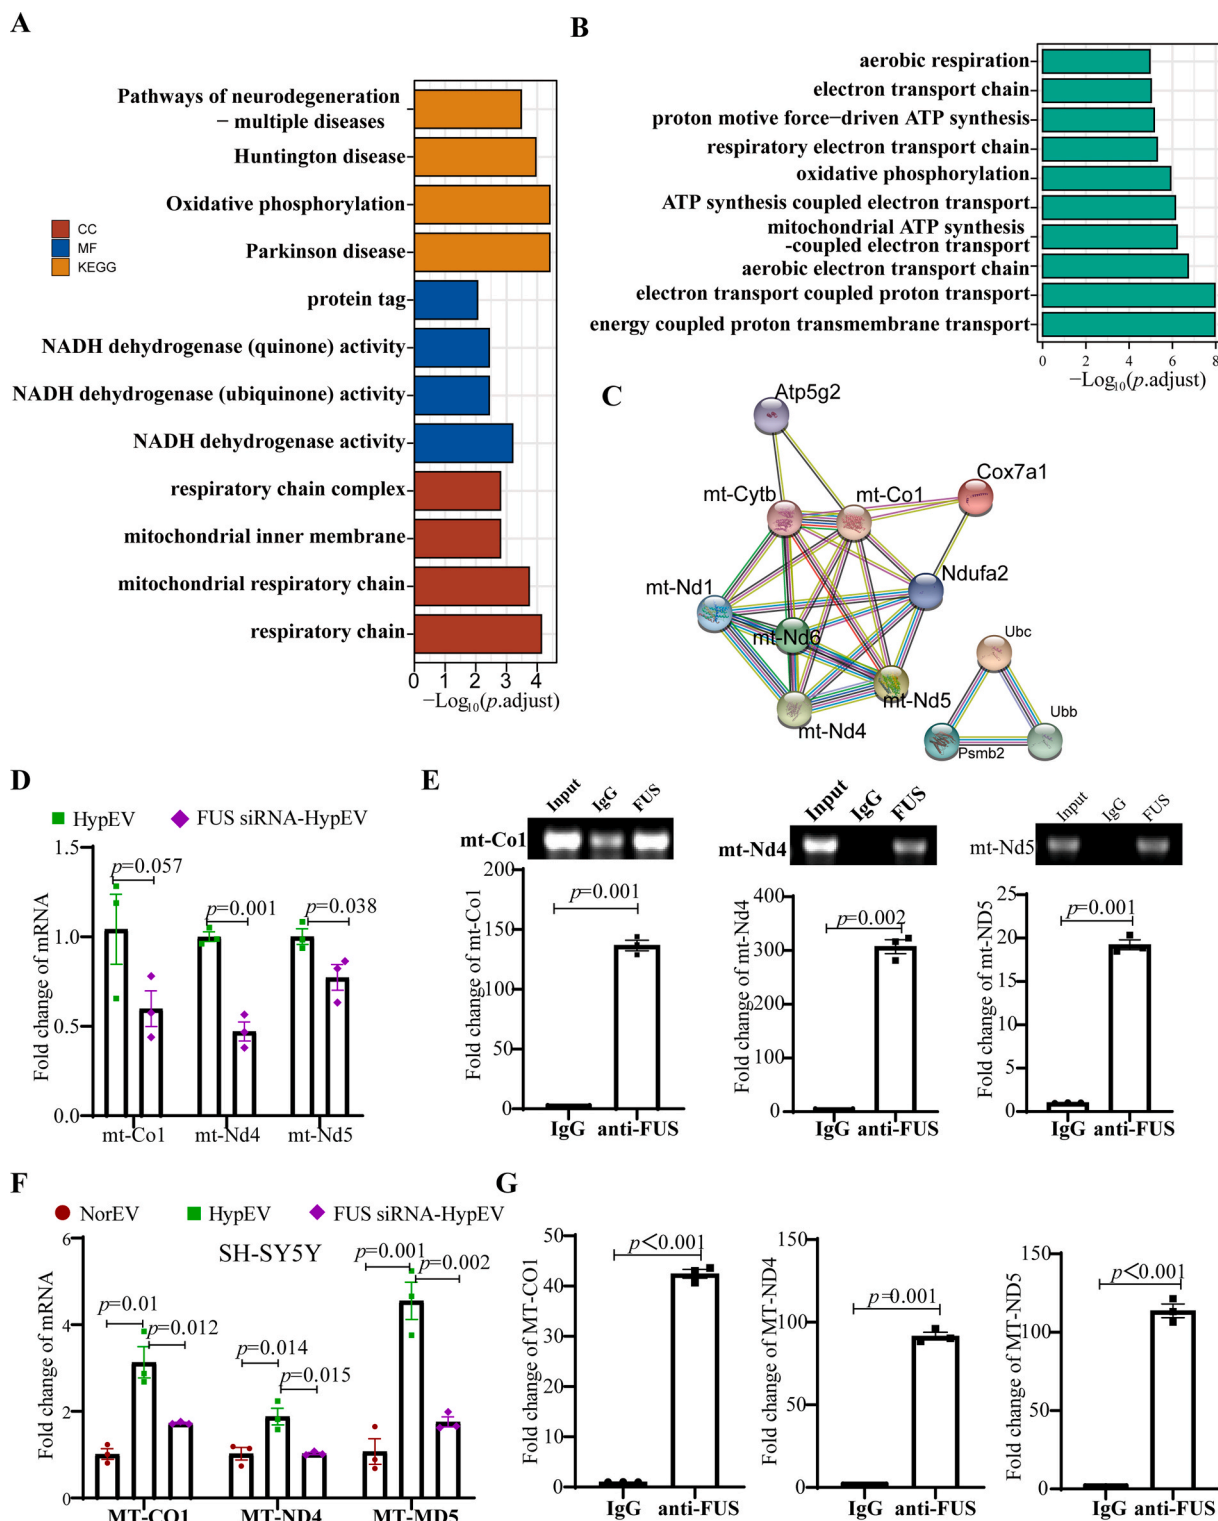 A
Pathways of neurodegeneration
− multiple diseases
Huntington disease
Oxidative phosphorylation
Parkinson disease
protein tag
NADH dehydrogenase (quinone) activity
NADH dehydrogenase (ubiquinone) activity
NADH dehydrogenase activity
respiratory chain complex
mitochondrial inner membrane
mitochondrial respiratory chain
respiratory chain
CC
MF
KEGG
0 1 2 3 4
−Log10(p.adjust)
B
aerobic respiration
electron transport chain
proton motive force−driven ATP synthesis
respiratory electron transport chain
oxidative phosphorylation
ATP synthesis coupled electron transport
mitochondrial ATP synthesis
-coupled electron transport
aerobic electron transport chain
electron transport coupled proton transport
energy coupled proton transmembrane transport
0 2 4 6 8
−Log10(p.adjust)
C
Atp5g2
Cox7a1
mt-Cytb
mt-Co1
mt-Nd1
Ndufa2
mt-Nd6
mt-Nd5
mt-Nd4
Ubc
Ubb
Psmb2
D
HypEV
FUS siRNA-HypEV
Fold change of mRNA
1.5
1.0
0.5
0.0
p=0.057
p=0.001
p=0.038
mt-Co1 mt-Nd4 mt-Nd5
E
Input IgG FUS
mt-Co1
Fold change of mt-Co1
200
150
100
50
0
p=0.001
IgG anti-FUS
Input IgG FUS
mt-Nd4
Fold change of mt-Nd4
400
300
200
100
0
p=0.002
IgG anti-FUS
Input IgG FUS
mt-Nd5
Fold change of mt-ND5
25
20
15
10
5
0
p=0.001
IgG anti-FUS
F
NorEV
HypEV
FUS siRNA-HypEV
SH-SY5Y
Fold change of mRNA
6
4
2
0
p=0.01
p=0.012
p=0.014
p=0.015
p=0.001
p=0.002
MT-CO1 MT-ND4 MT-MD5
G
Fold change of MT-CO1
50
40
30
20
10
0
p<0.001
IgG anti-FUS
Fold change of MT-ND4
150
100
50
0
p=0.001
IgG anti-FUS
Fold change of MT-ND5
150
100
50
0
p<0.001
IgG anti-FUS